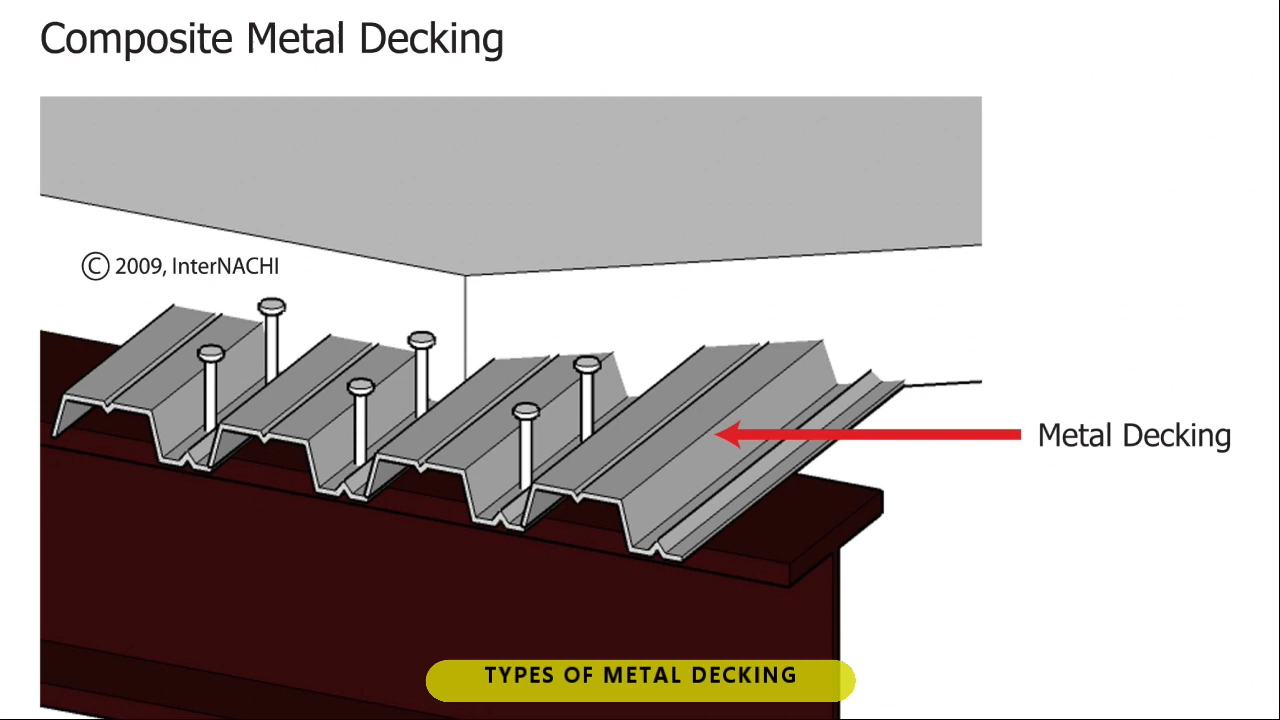 Composite Metal Decking
© 2009, InterNACHI
Metal Decking
TYPES OF METAL DECKING